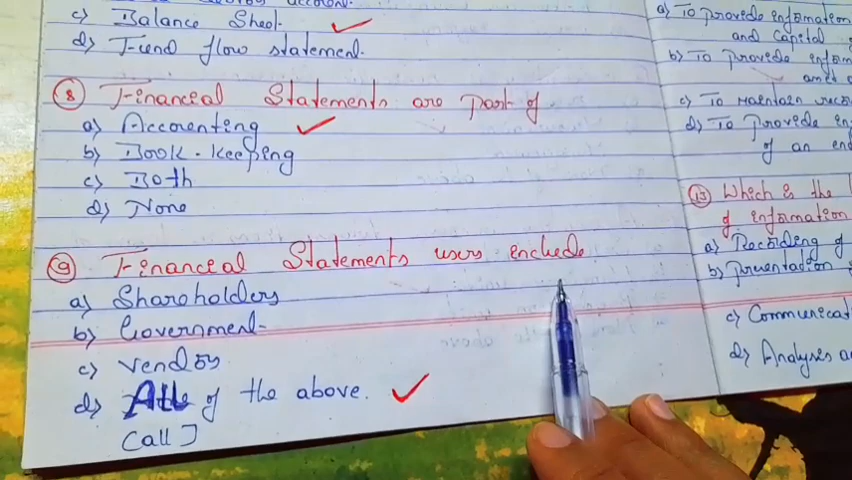 c) Balance Sheet.
d) Fund flow statement.
8 Financial Statements are part of
a) Accounting
b) Book-keeping
c) Both
d) None
9 Financial Statements users include
a) Shareholders
b) Government
c) Vendors
d) All of the above.
[all]
a) To provide information
and capital
b) To provide
c) To maintain
d) To provide
of an
13 Which is the
of information
a) Recording of
b) presentation
c) Communicat
d)